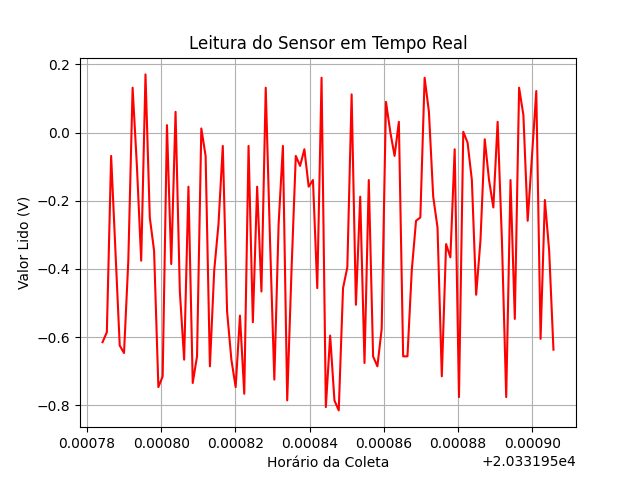 Leitura do Sensor em Tempo Real
0.2
0.0
−0.2
−0.4
−0.6
−0.8
Valor Lido (V)
0.00078 0.00080 0.00082 0.00084 0.00086 0.00088 0.00090
Horário da Coleta
+2.033195e4